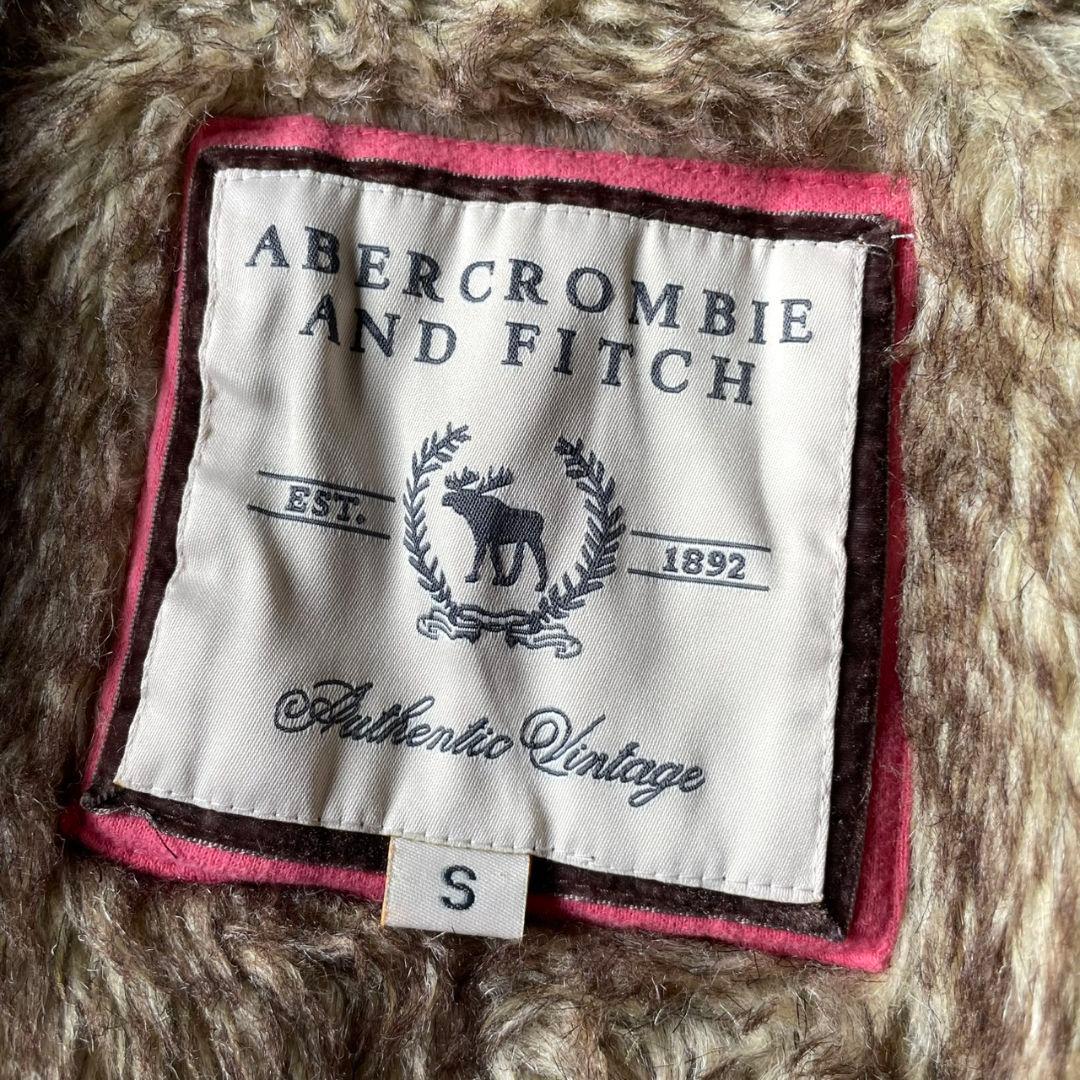 ABERCROMBIE
AND FITCH
EST. 1892
Authentic Vintage
S